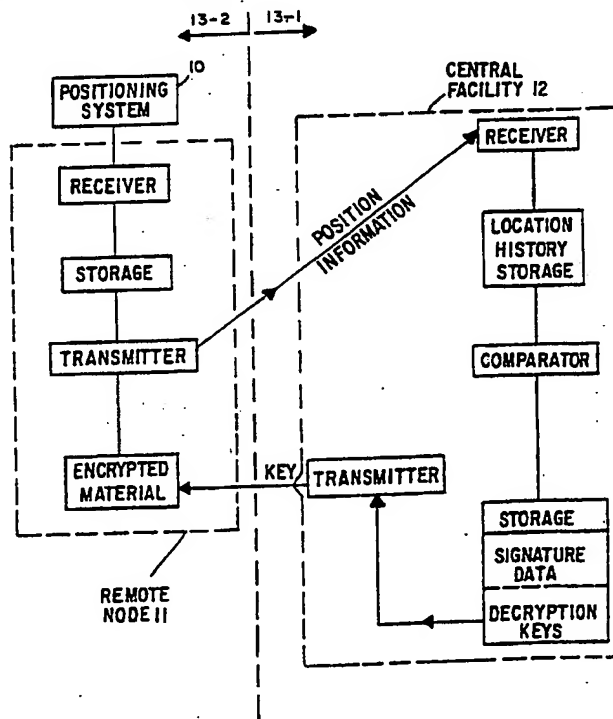 13-2
13-1
10
POSITIONING
SYSTEM
RECEIVER
STORAGE
TRANSMITTER
ENCRYPTED
MATERIAL
REMOTE
NODE 11
POSITION
INFORMATION
KEY
CENTRAL
FACILITY 12
RECEIVER
LOCATION
HISTORY
STORAGE
COMPARATOR
TRANSMITTER
STORAGE
SIGNATURE
DATA
DECRYPTION
KEYS